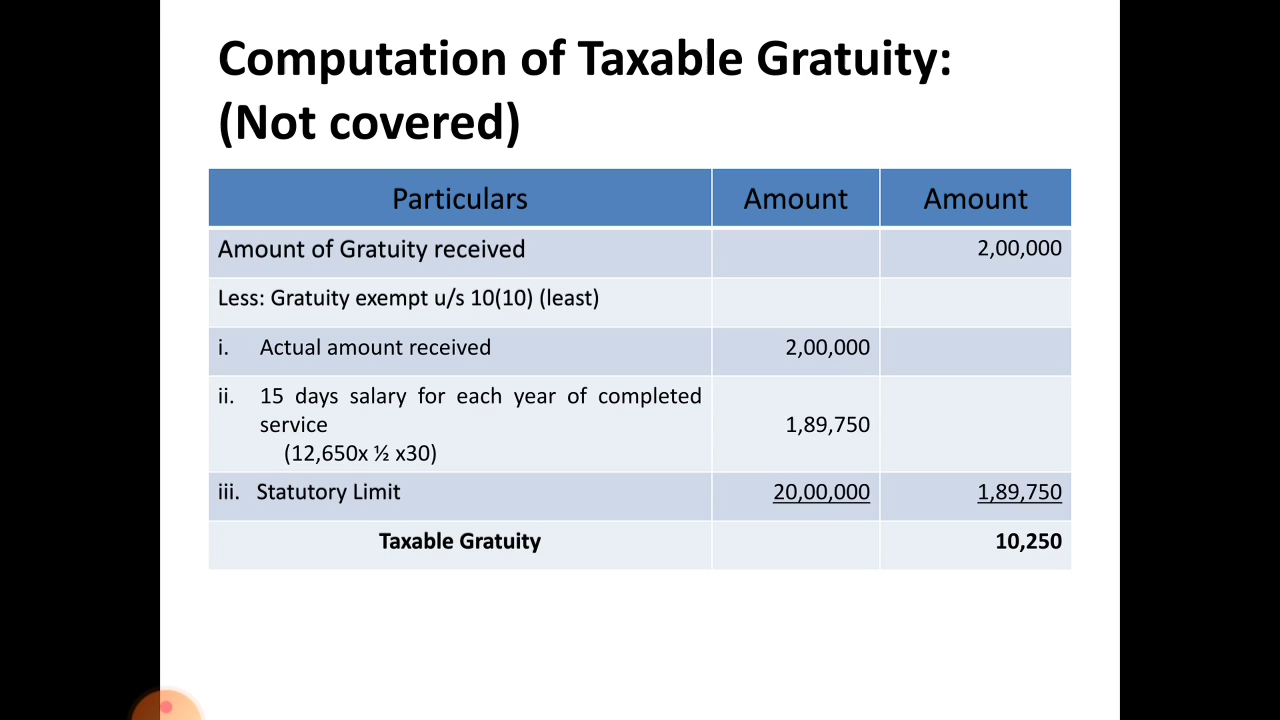 Computation of Taxable Gratuity:
(Not covered)
Particulars Amount Amount
Amount of Gratuity received 2,00,000
Less: Gratuity exempt u/s 10(10) (least)
i. Actual amount received 2,00,000
ii. 15 days salary for each year of completed
service
1,89,750
(12,650x ½ x30)
iii. Statutory Limit 20,00,000 1,89,750
Taxable Gratuity 10,250